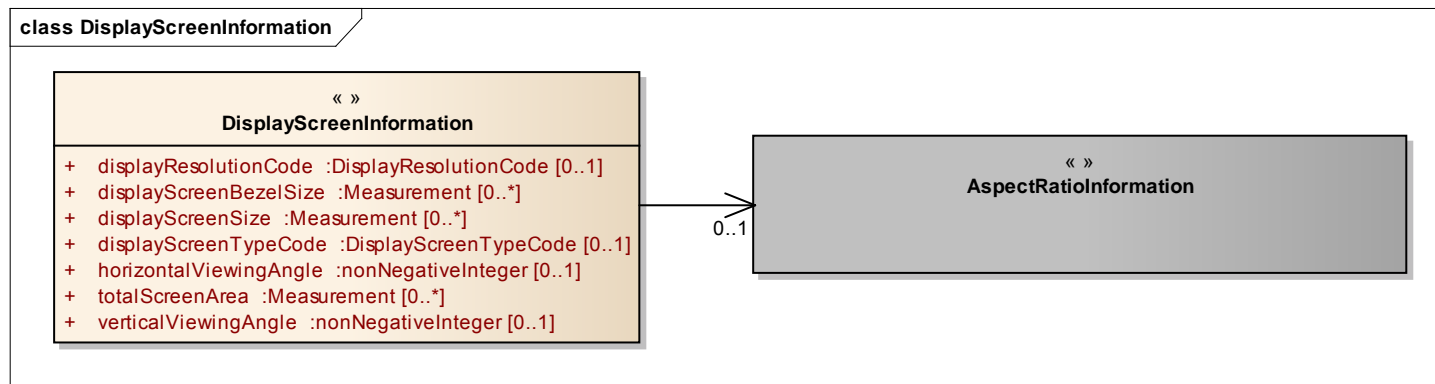 class DisplayScreenInformation
« »
DisplayScreenInformation
+ displayResolutionCode :DisplayResolutionCode [0..1]
+ displayScreenBezelSize :Measurement [0..*]
+ displayScreenSize :Measurement [0..*]
+ displayScreenTypeCode :DisplayScreenTypeCode [0..1]
+ horizontalViewingAngle :nonNegativeInteger [0..1]
+ totalScreenArea :Measurement [0..*]
+ verticalViewingAngle :nonNegativeInteger [0..1]
0..1
« »
AspectRatioInformation